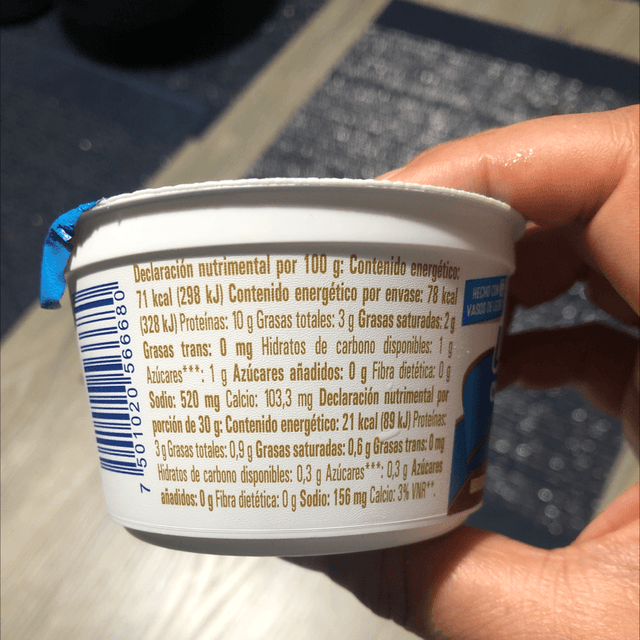 Declaración nutrimental por 100 g: Contenido energético:
71 kcal (298 kJ) Contenido energético por envase: 78 kcal
(328 kJ) Proteínas: 10 g Grasas totales: 3 g Grasas saturadas: 2 g
Grasas trans: 0 mg Hidratos de carbono disponibles: 1 g
Azúcares***: 1 g Azúcares añadidos: 0 g Fibra dietética: 0 g
Sodio: 520 mg Calcio: 103,3 mg Declaración nutrimental por
porción de 30 g: Contenido energético: 21 kcal (89 kJ) Proteínas:
3 g Grasas totales: 0,9 g Grasas saturadas: 0,6 g Grasas trans: 0 mg
Hidratos de carbono disponibles: 0,3 g Azúcares***: 0,3 g Azúcares
añadidos: 0 g Fibra dietética: 0 g Sodio: 156 mg Calcio: 3% VNR**.
7 501020 566680
HECHO CON
VASO DE